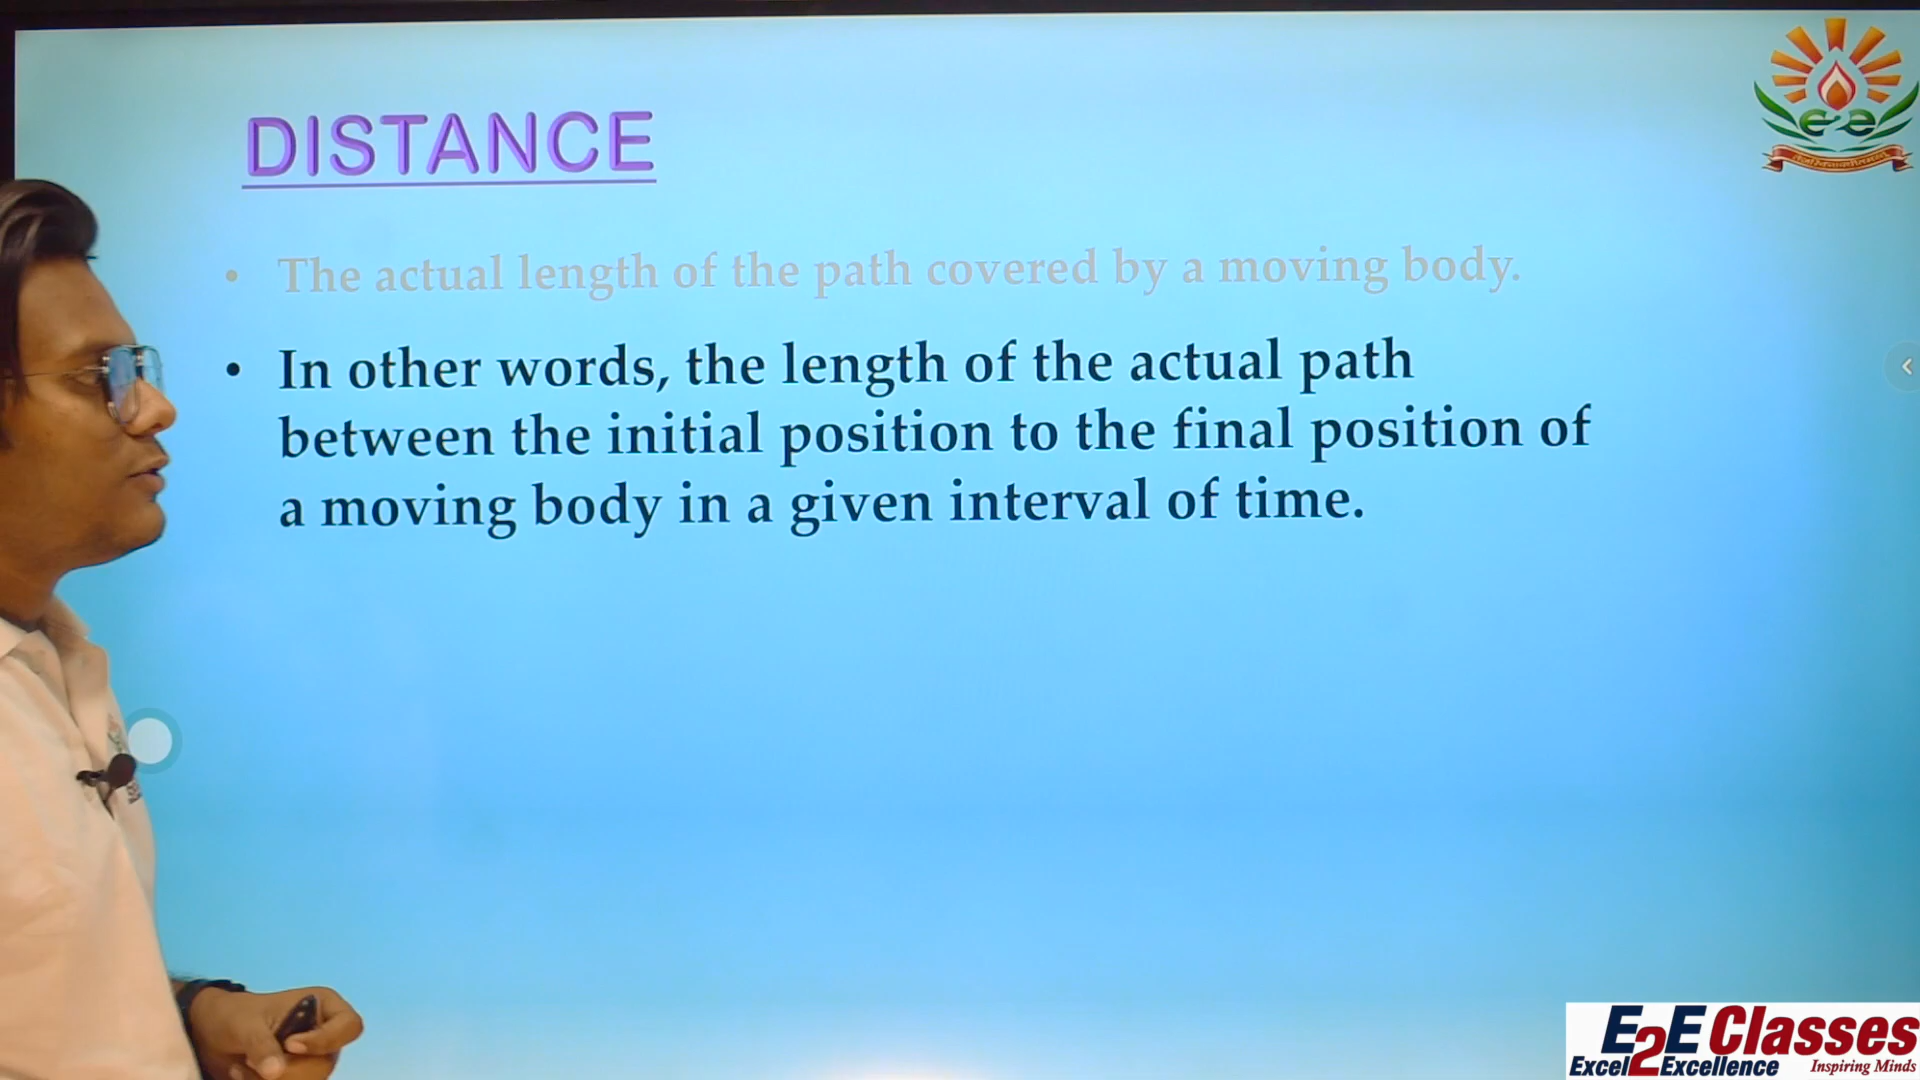 DISTANCE
• The actual length of the path covered by a moving body.
• In other words, the length of the actual path
between the initial position to the final position of
a moving body in a given interval of time.
e2e
E2E Classes
Excel2Excellence Inspiring Minds